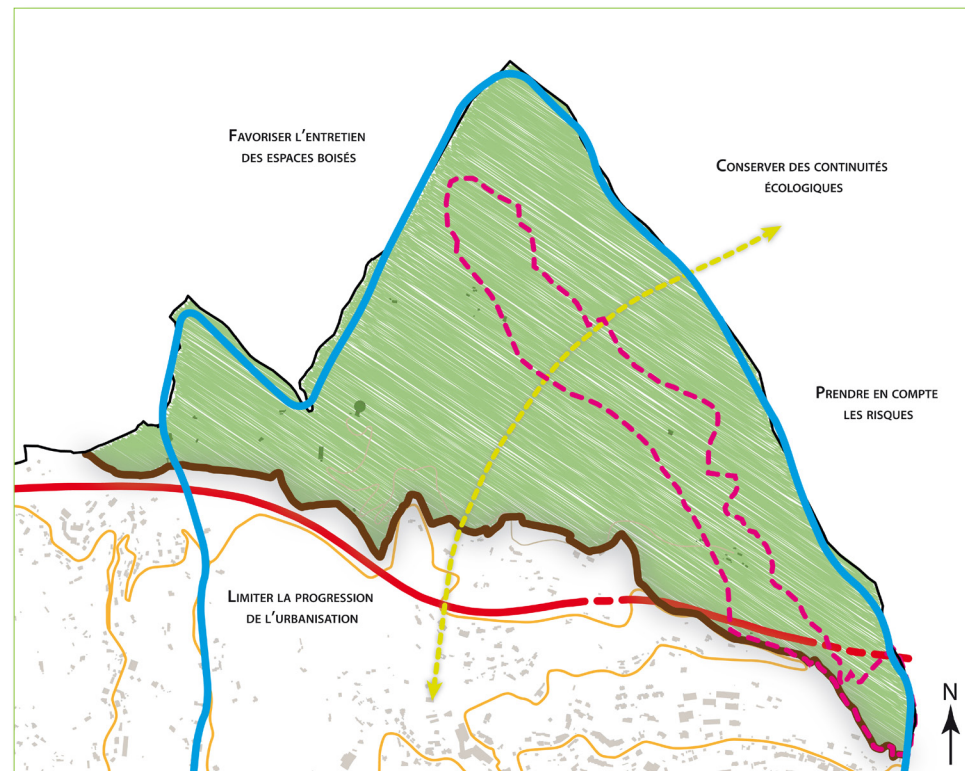 Favoriser l'entretien
des espaces boisés
Conserver des continuités
écologiques
Prendre en compte
les risques
Limiter la progression
de l'urbanisation
N